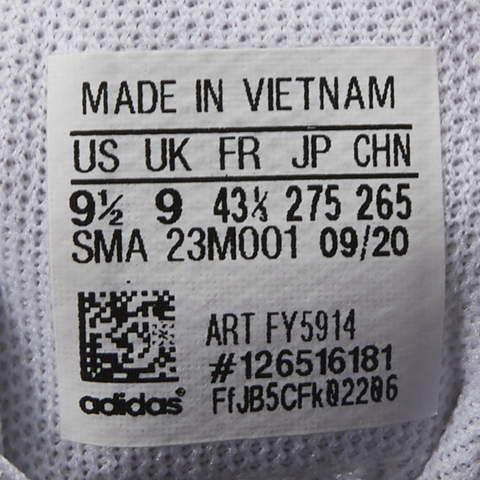 MADE IN VIETNAM
US UK FR JP CHN
9½ 9 43⅓ 275 265
SMA 23M001 09/20
ART FY5914
#126516181
adidas® FfJB5CFk02206